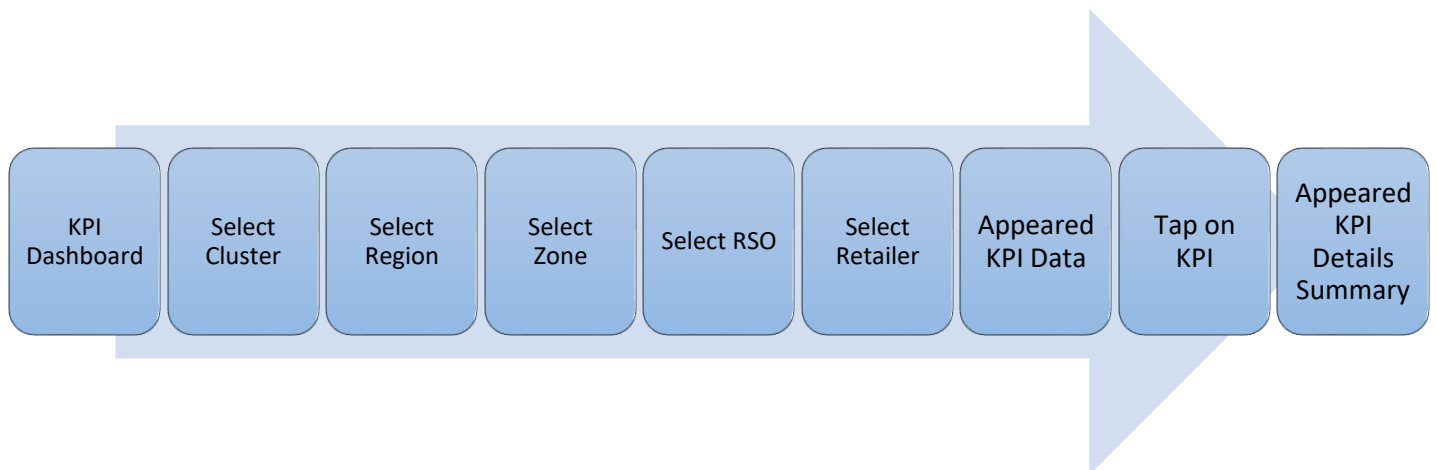 KPI
Dashboard
Select
Cluster
Select
Region
Select
Zone
Select RSO
Select
Retailer
Appeared
KPI Data
Tap on
KPI
Appeared
KPI
Details
Summary